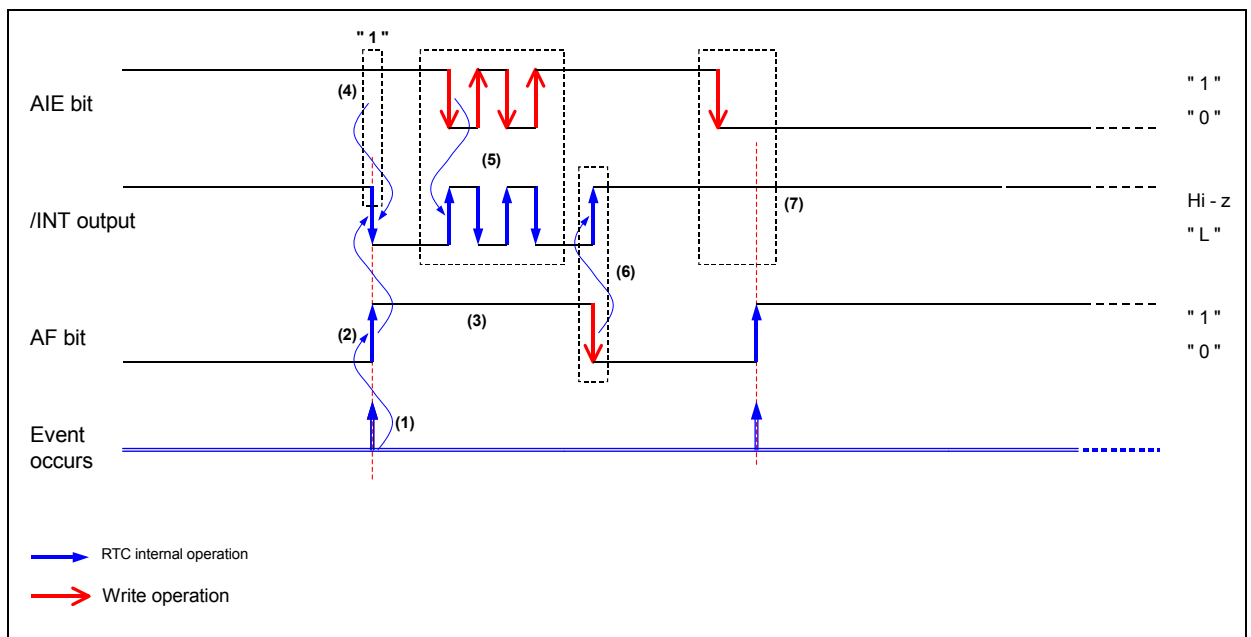 " 1 "
(4)
AIE bit
" 1 "
" 0 "
(5)
/INT output
(7)
Hi - z
" L "
(6)
(2)
(3)
AF bit
" 1 "
" 0 "
(1)
Event
occurs
RTC internal operation
Write operation